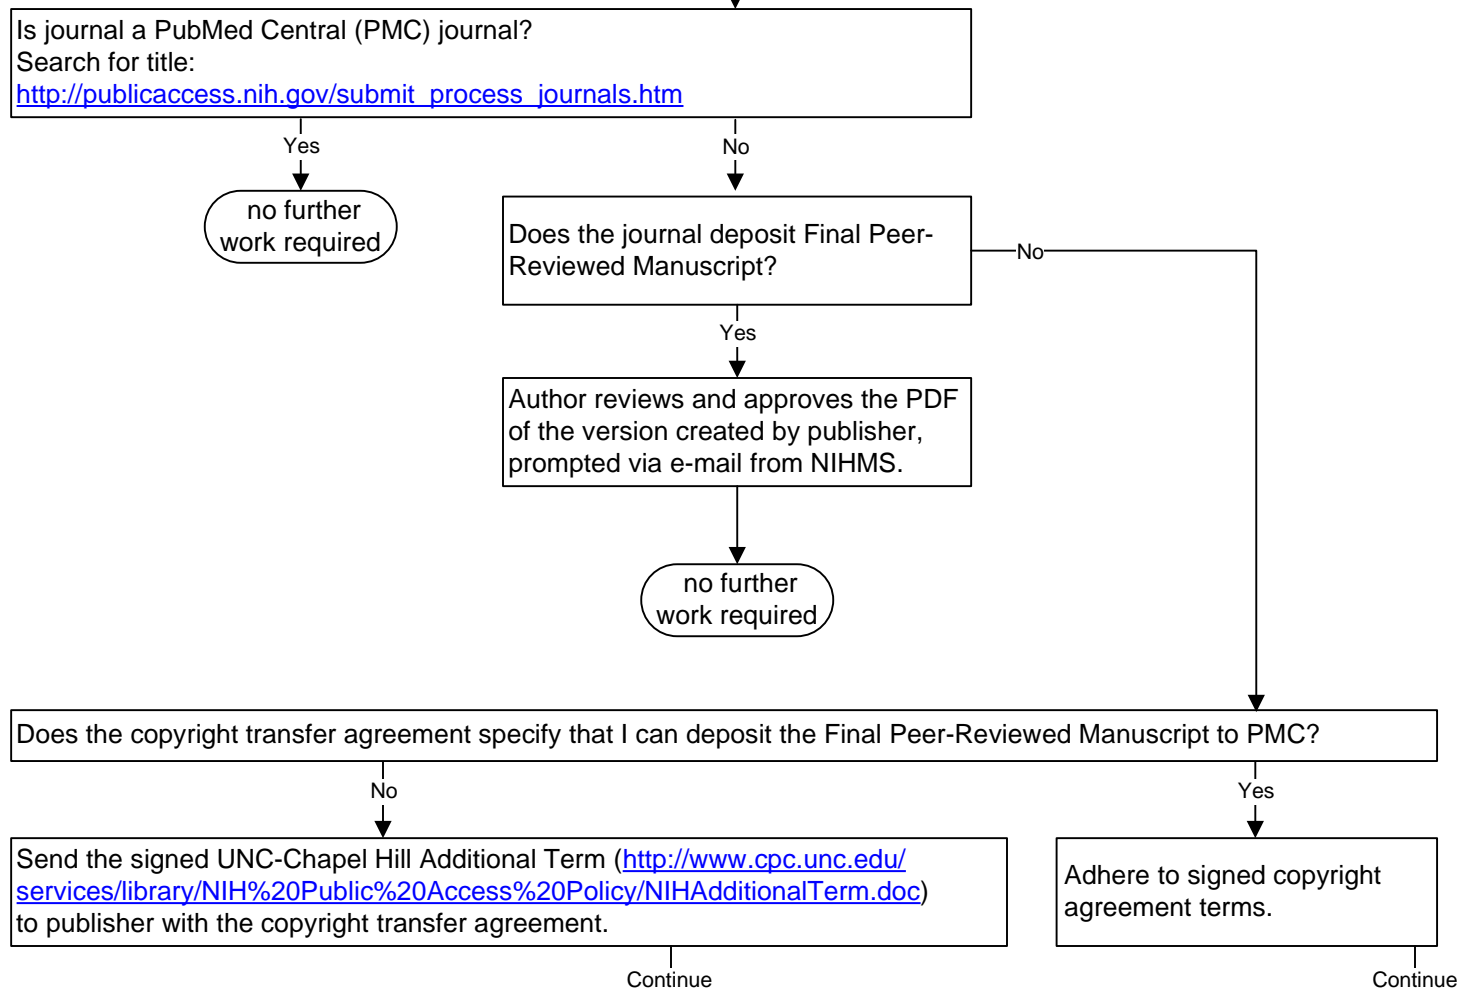 Is journal a PubMed Central (PMC) journal?
Search for title:
http://publicaccess.nih.gov/submit_process_journals.htm
Yes
No
no further
work required
Does the journal deposit Final Peer-
Reviewed Manuscript?
No
Yes
Author reviews and approves the PDF
of the version created by publisher,
prompted via e-mail from NIHMS.
no further
work required
Does the copyright transfer agreement specify that I can deposit the Final Peer-Reviewed Manuscript to PMC?
No
Yes
Send the signed UNC-Chapel Hill Additional Term (http://www.cpc.unc.edu/
services/library/NIH%20Public%20Access%20Policy/NIHAdditionalTerm.doc)
to publisher with the copyright transfer agreement.
Adhere to signed copyright
agreement terms.
Continue
Continue